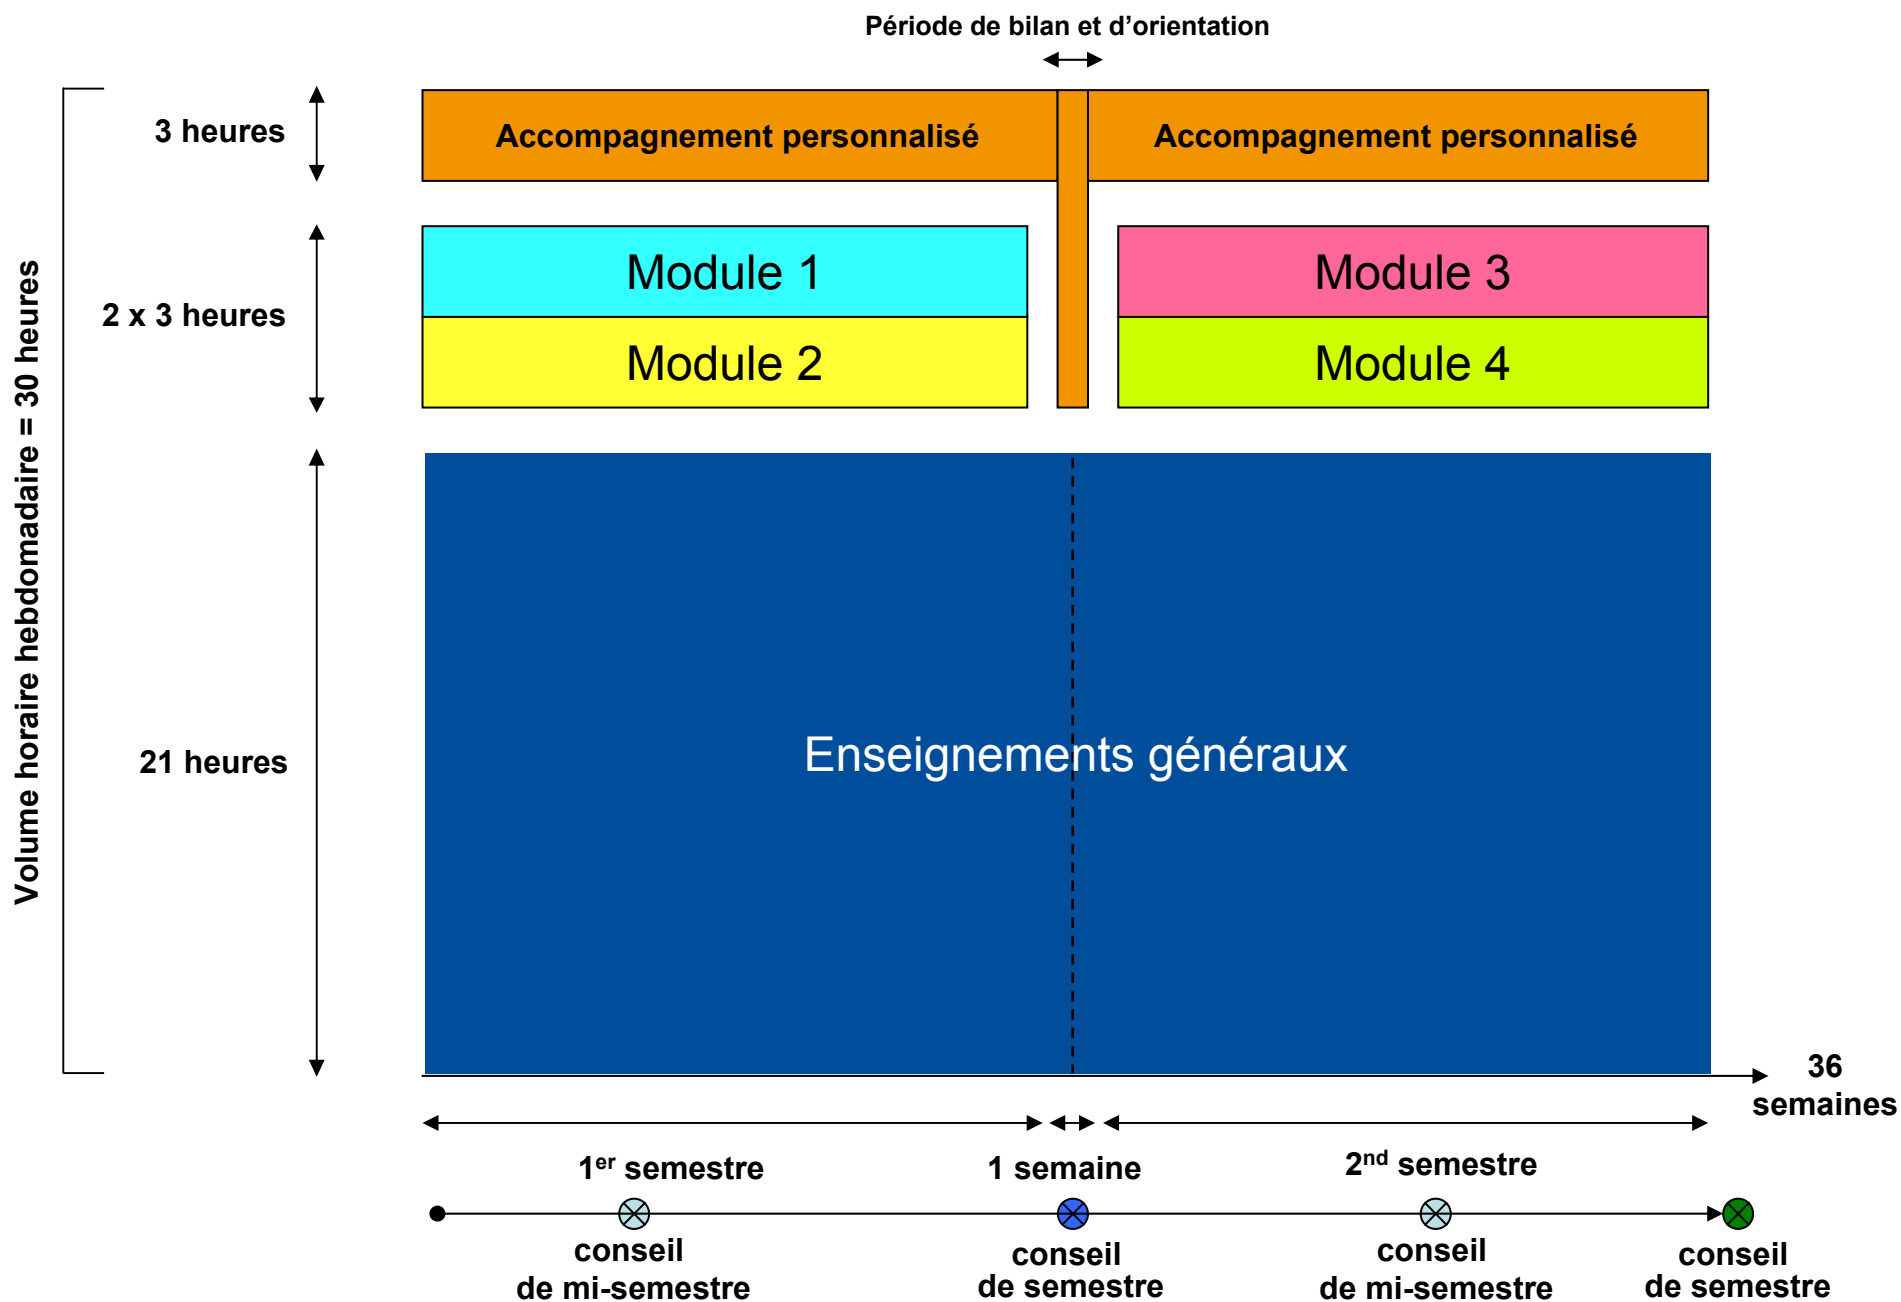 Période de bilan et d’orientation
3 heures
Accompagnement personnalisé
Accompagnement personnalisé
Volume horaire hebdomadaire = 30 heures
2 x 3 heures
Module 1
Module 2
Module 3
Module 4
21 heures
Enseignements généraux
36
semaines
1er semestre
1 semaine
2nd semestre
conseil
de mi-semestre
conseil
de semestre
conseil
de mi-semestre
conseil
de semestre